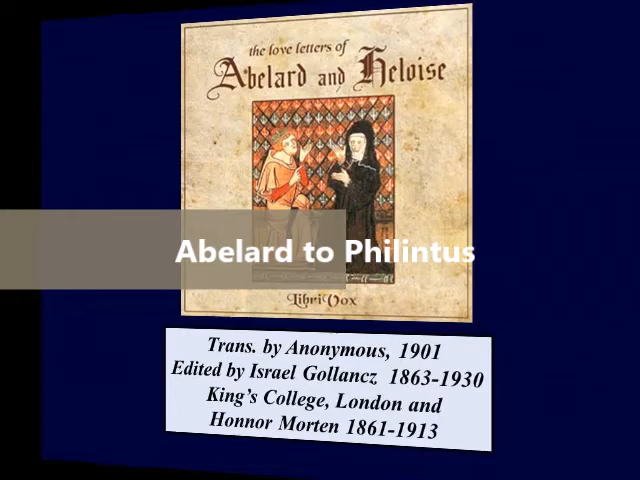 the love letters of
Abelard and Heloise
Abelard to Philintus
LibriVox
Trans. by Anonymous, 1901
Edited by Israel Gollancz 1863-1930
King's College, London and
Honnor Morten 1861-1913